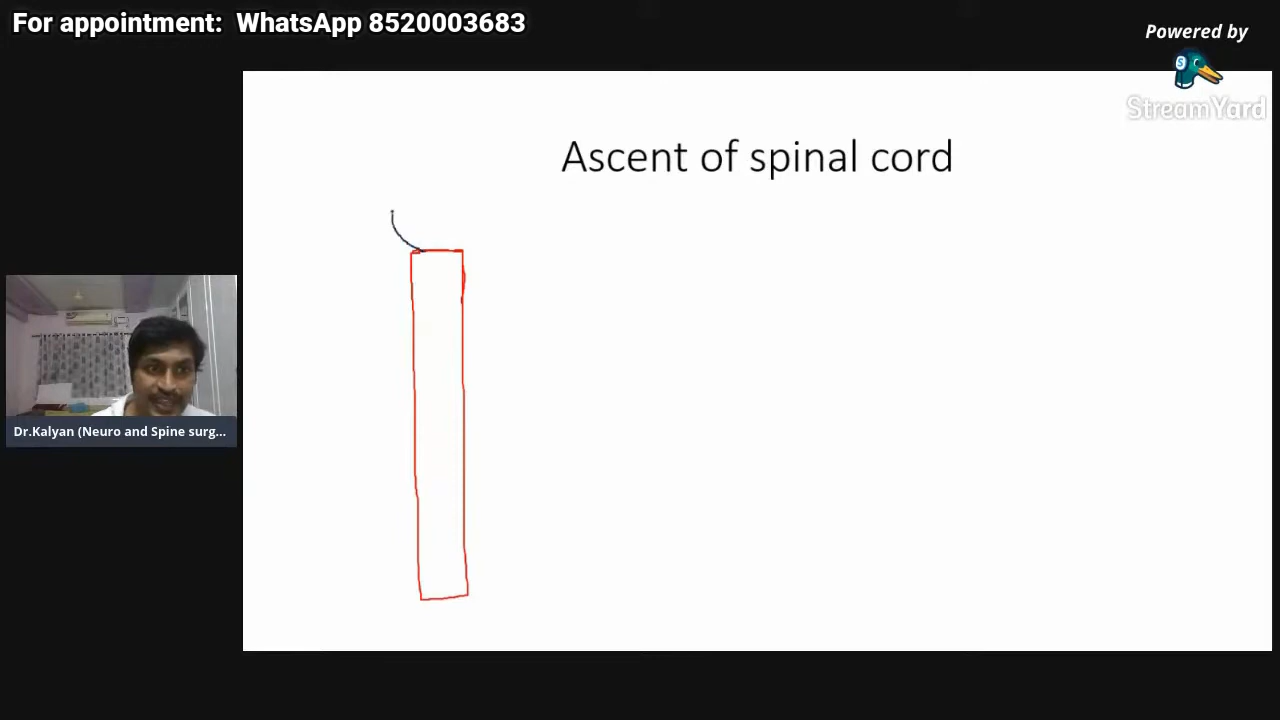 For appointment:  WhatsApp 8520003683
Powered by
S
StreamYard
Ascent of spinal cord
Dr.Kalyan (Neuro and Spine surg...